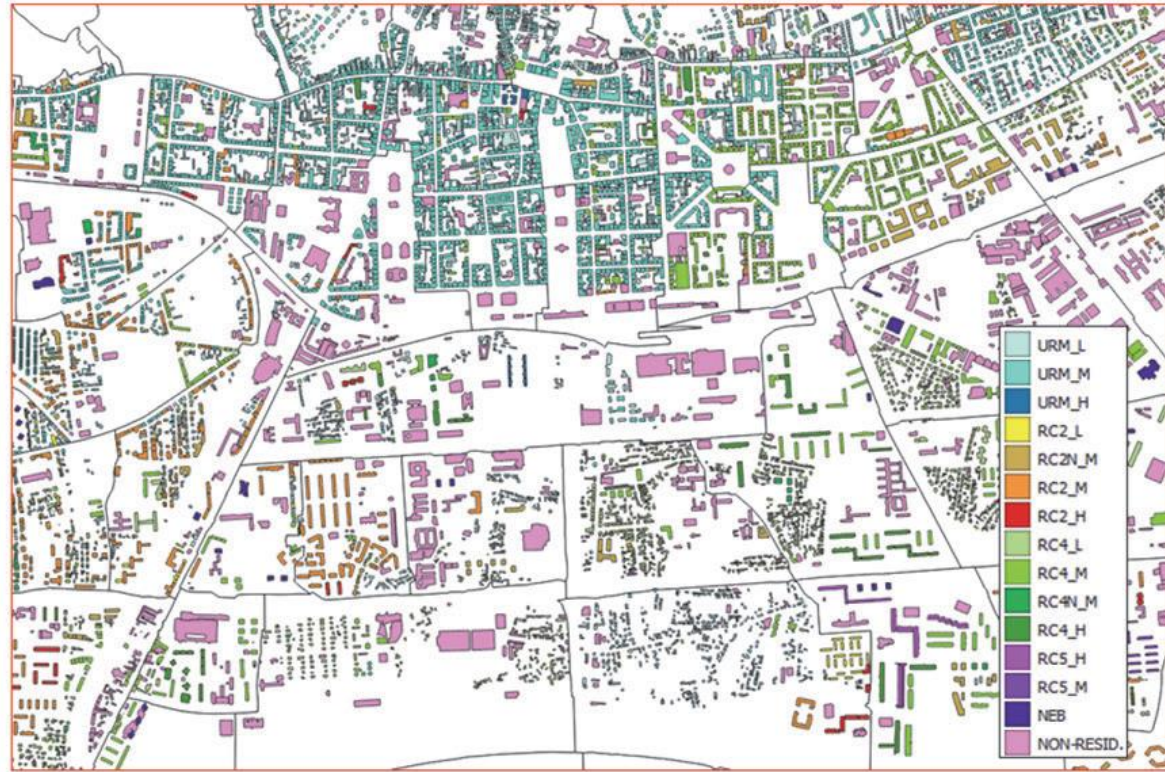 URM_L
URM_M
URM_H
RC2_L
RC2N_M
RC2_M
RC2_H
RC4_L
RC4_M
RC4N_M
RC4_H
RC5_H
RC5_M
NEB
NON-RESID.